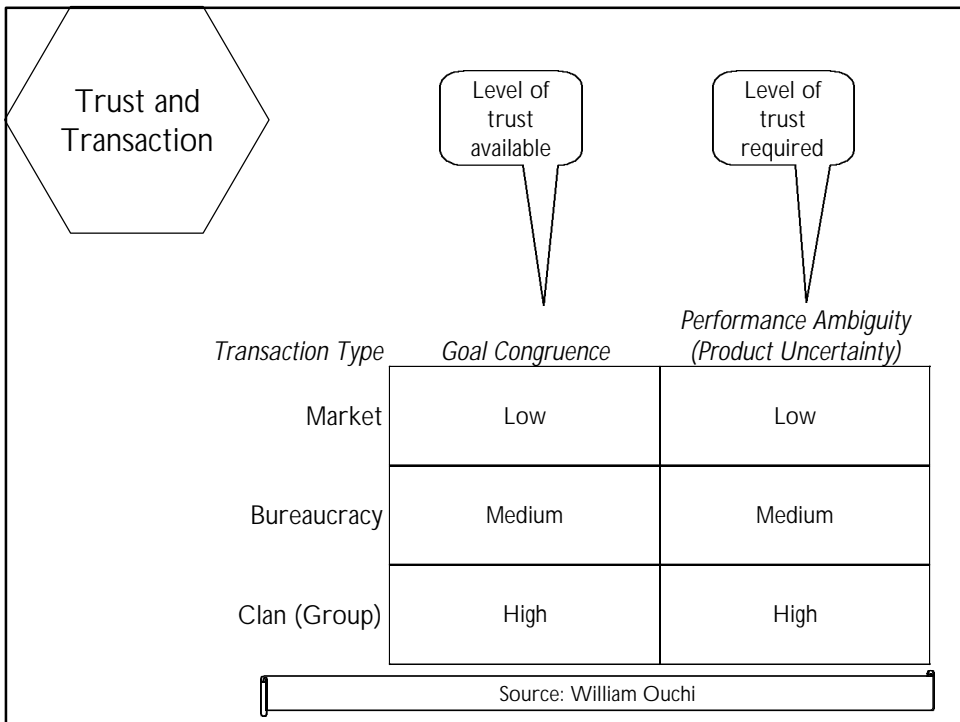 Trust and
Transaction
Level of
trust
available
Level of
trust
required
Transaction Type
Goal Congruence
Performance Ambiguity
(Product Uncertainty)
Market
Low
Low
Bureaucracy
Medium
Medium
Clan (Group)
High
High
Source: William Ouchi